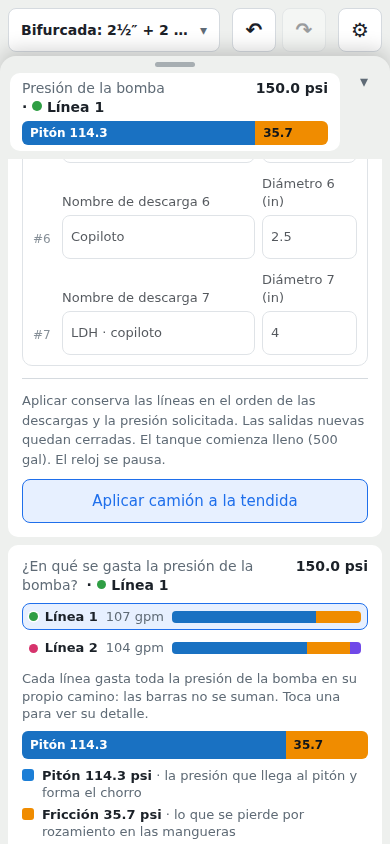 Bifurcada: 2½″ + 2 ... ▾
Presión de la bomba 150.0 psi
· Línea 1
Pitón 114.3 35.7
Nombre de descarga 6
Diámetro 6 (in)
#6 Copiloto 2.5
Nombre de descarga 7
Diámetro 7 (in)
#7 LDH · copiloto 4
Aplicar conserva las líneas en el orden de las
descargas y la presión solicitada. Las salidas nuevas
quedan cerradas. El tanque comienza lleno (500
gal). El reloj se pausa.
Aplicar camión a la tendida
¿En qué se gasta la presión de la 150.0 psi
bomba? · Línea 1
Línea 1 107 gpm
Línea 2 104 gpm
Cada línea gasta toda la presión de la bomba en su
propio camino: las barras no se suman. Toca una
para ver su detalle.
Pitón 114.3 35.7
Pitón 114.3 psi · la presión que llega al pitón y
forma el chorro
Fricción 35.7 psi · lo que se pierde por
rozamiento en las mangueras